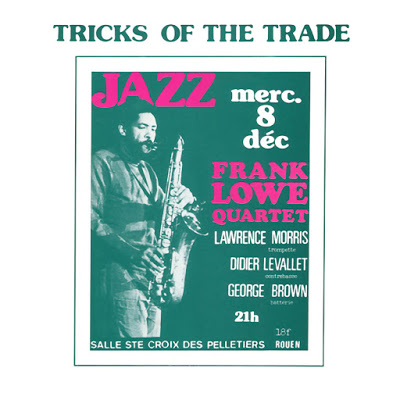 TRICKS OF THE TRADE
JAZZ
merc.
8
déc
FRANK
LOWE
QUARTET
LAWRENCE MORRIS
trompette
DIDIER LEVALLET
contrebasse
GEORGE BROWN
batterie
21h
18f
SALLE STE CROIX DES PELLETIERS ROUEN